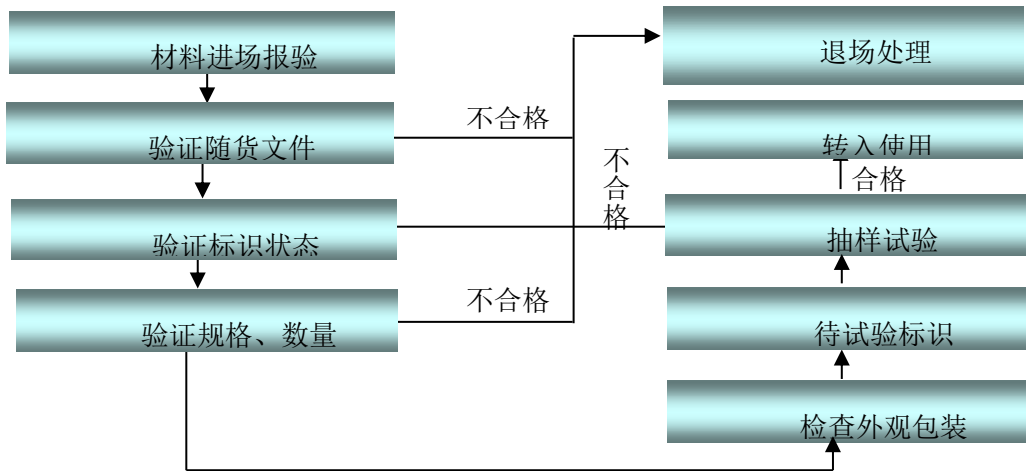 材料进场报验
退场处理
验证随货文件
不合格
转入使用
不合格
合格
验证标识状态
抽样试验
不合格
验证规格、数量
待试验标识
检查外观包装